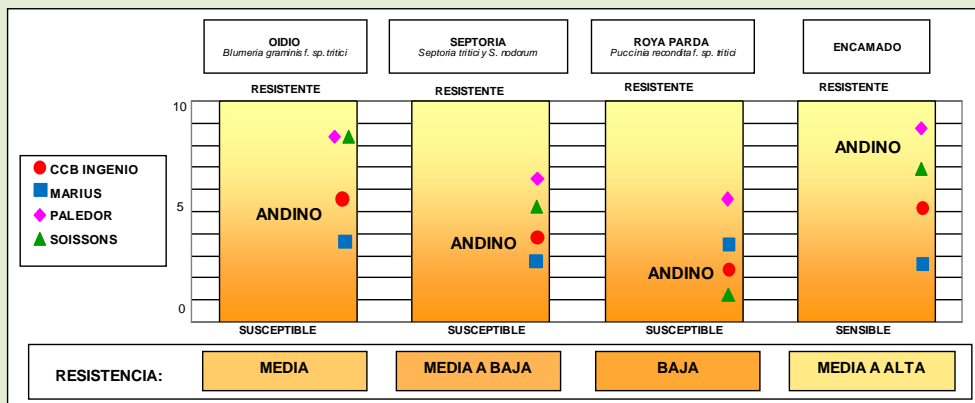 OIDIO
Blumeria graminis f. sp. tritici
SEPTORIA
Septoria tritici y S. nodorum
ROYA PARDA
Puccinia recondita f. sp. tritici
ENCAMADO
RESISTENTE
RESISTENTE
RESISTENTE
RESISTENTE
10
5
0
CCB INGENIO
MARIUS
PALEDOR
SOISSONS
ANDINO
ANDINO
ANDINO
ANDINO
SUSCEPTIBLE
SUSCEPTIBLE
SUSCEPTIBLE
SENSIBLE
RESISTENCIA:
MEDIA
MEDIA A BAJA
BAJA
MEDIA A ALTA